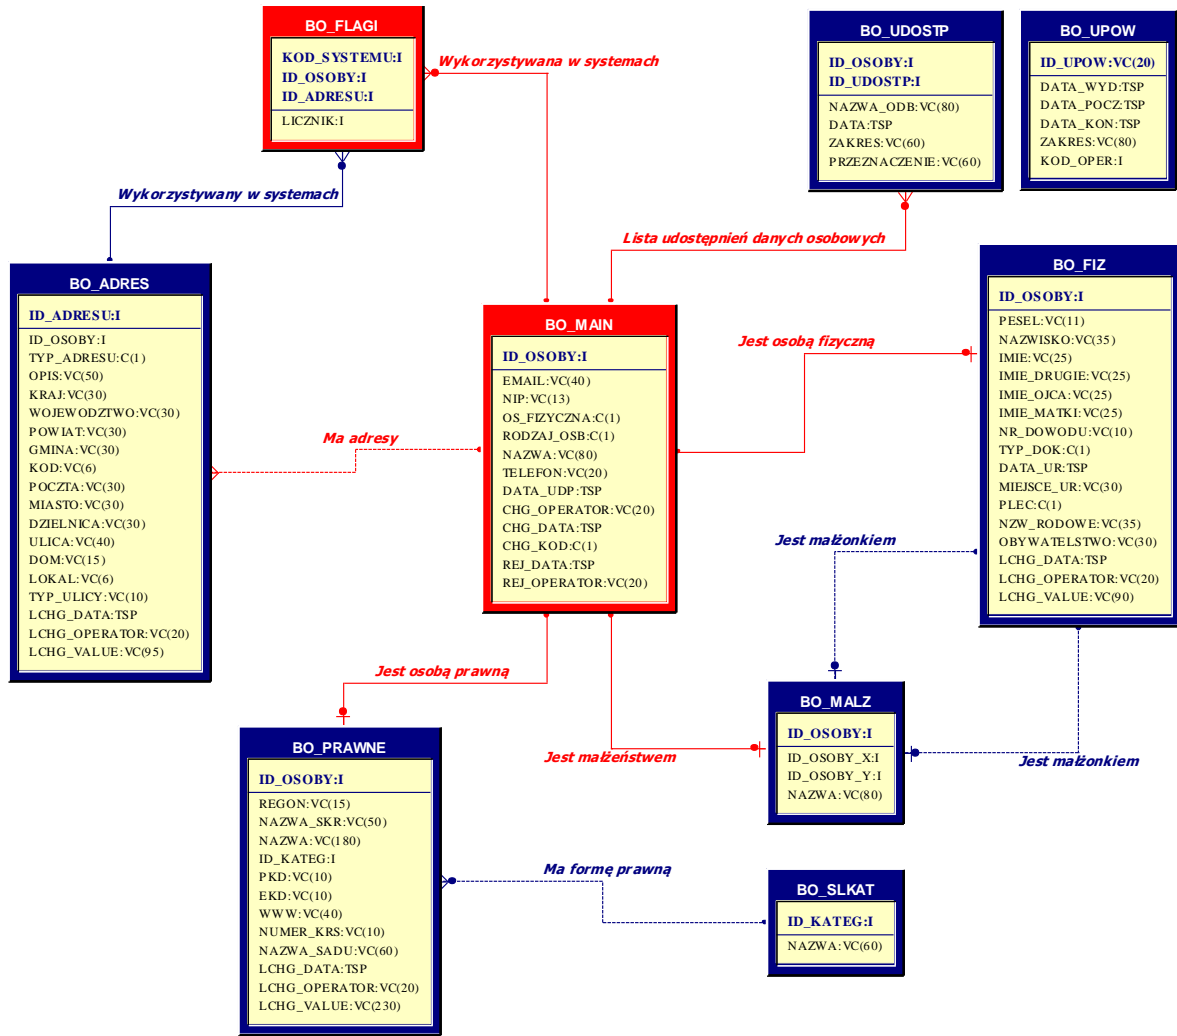 BO_FLAGI
KOD_SYSTEMU:I
ID_OSOBY:I
ID_ADRESU:I
LICZNIK:I
Wykorzystywana w systemach
BO_UDOSTP
ID_OSOBY:I
ID_UDOSTP:I
NAZWA_ODB:VC(80)
DATA:TSP
ZAKRES:VC(60)
PRZEZNACZENIE:VC(60)
BO_UPOW
ID_UPOW:VC(20)
DATA_WYD:TSP
DATA_POCZ:TSP
DATA_KON:TSP
ZAKRES:VC(80)
KOD_OPER:I
Wykorzystywany w systemach
Lista udostępnień danych osobowych
BO_ADRES
ID_ADRESU:I
ID_OSOBY:I
TYP_ADRESU:C(1)
OPIS:VC(50)
KRAJ:VC(30)
WOJEWODZTWO:VC(30)
POWIAT:VC(30)
GMINA:VC(30)
KOD:VC(6)
POCZTA:VC(30)
MIASTO:VC(30)
DZIELNICA:VC(30)
ULICA:VC(40)
DOM:VC(15)
LOKAL:VC(6)
TYP_ULICY:VC(10)
LCHG_DATA:TSP
LCHG_OPERATOR:VC(20)
LCHG_VALUE:VC(95)
Ma adresy
BO_MAIN
ID_OSOBY:I
EMAIL:VC(40)
NIP:VC(13)
OS_FIZYCZNA:C(1)
RODZAJ_OSB:C(1)
NAZWA:VC(80)
TELEFON:VC(20)
DATA_UDP:TSP
CHG_OPERATOR:VC(20)
CHG_DATA:TSP
CHG_KOD:C(1)
REJ_DATA:TSP
REJ_OPERATOR:VC(20)
Jest osobą fizyczną
BO_FIZ
ID_OSOBY:I
PESEL:VC(11)
NAZWISKO:VC(35)
IMIE:VC(25)
IMIE_DRUGIE:VC(25)
IMIE_OJCA:VC(25)
IMIE_MATKI:VC(25)
NR_DOWODU:VC(10)
TYP_DOK:C(1)
DATA_UR:TSP
MIEJSCE_UR:VC(30)
PLEC:C(1)
NZW_RODOWE:VC(35)
OBYWATELSTWO:VC(30)
LCHG_DATA:TSP
LCHG_OPERATOR:VC(20)
LCHG_VALUE:VC(90)
Jest małżonkiem
Jest osobą prawną
BO_MALZ
ID_OSOBY:I
ID_OSOBY_X:I
ID_OSOBY_Y:I
NAZWA:VC(80)
Jest małżeństwem
Jest małżonkiem
BO_PRAWNE
ID_OSOBY:I
REGON:VC(15)
NAZWA_SKR:VC(50)
NAZWA:VC(180)
ID_KATEG:I
PKD:VC(10)
EKD:VC(10)
WWW:VC(40)
NUMER_KRS:VC(10)
NAZWA_SADU:VC(60)
LCHG_DATA:TSP
LCHG_OPERATOR:VC(20)
LCHG_VALUE:VC(230)
Ma formę prawną
BO_SLKAT
ID_KATEG:I
NAZWA:VC(60)